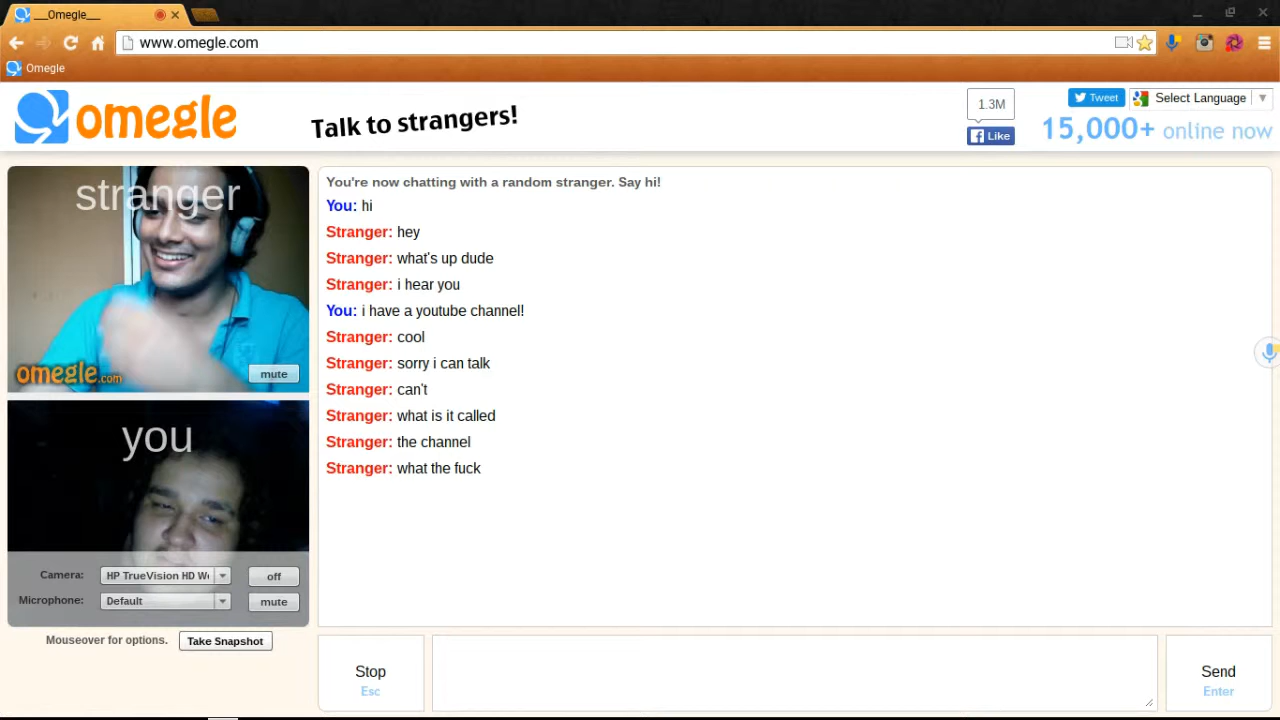 __Omegle__
www.omegle.com
Omegle
omegle
Talk to strangers!
1.3M
Like
Tweet
Select Language
15,000+ online now
stranger
omegle.com
mute
you
Camera:
HP TrueVision HD W
off
Microphone:
Default
mute
Mouseover for options.
Take Snapshot
You're now chatting with a random stranger. Say hi!
You: hi
Stranger: hey
Stranger: what's up dude
Stranger: i hear you
You: i have a youtube channel!
Stranger: cool
Stranger: sorry i can talk
Stranger: can't
Stranger: what is it called
Stranger: the channel
Stranger: what the fuck
Stop
Esc
Send
Enter